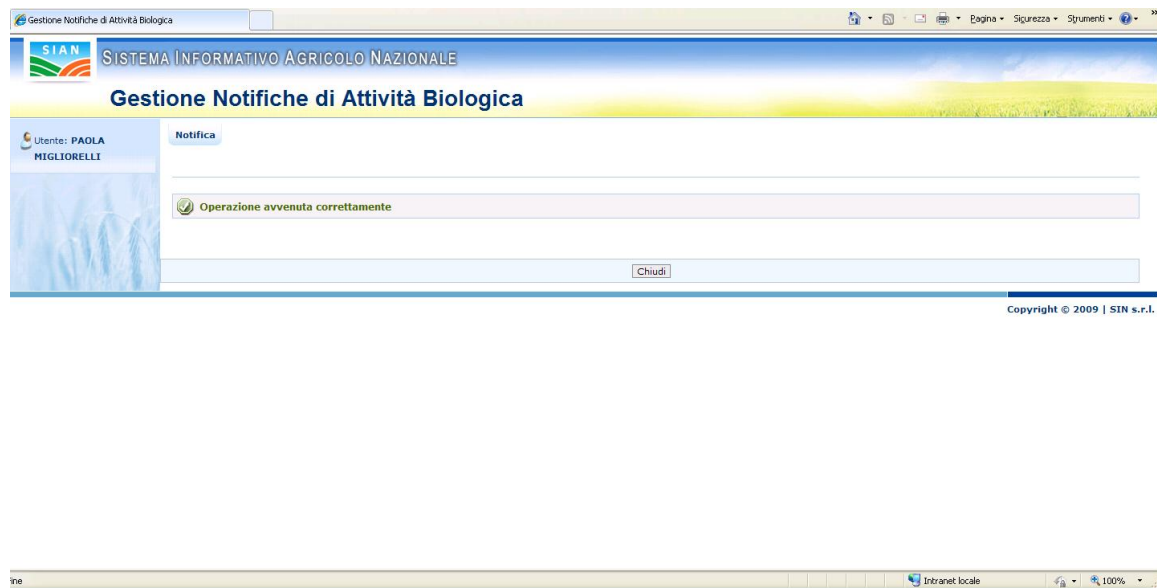 Gestione Notifiche di Attività Biologica
Pagina Sicurezza Strumenti
SIAN
SISTEMA INFORMATIVO AGRICOLO NAZIONALE
Gestione Notifiche di Attività Biologica
Utente: PAOLA
MIGLIORELLI
Notifica
Operazione avvenuta correttamente
Chiudi
Copyright © 2009 | SIN s.r.l.
ine Intranet locale 100%